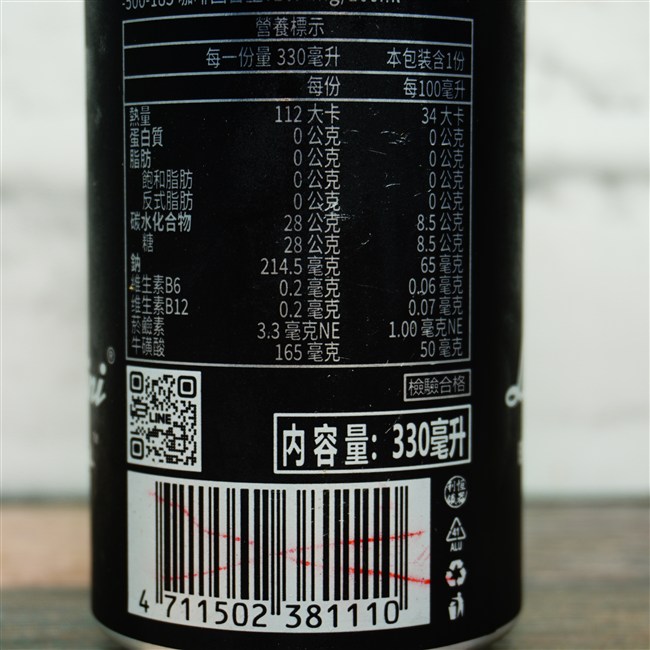 營養標示
每一份量 330毫升 本包裝含1份
每份 每100毫升
熱量 112 大卡 34 大卡
蛋白質 0 公克 0 公克
脂肪 0 公克 0 公克
飽和脂肪 0 公克 0 公克
反式脂肪 0 公克 0 公克
碳水化合物 28 公克 8.5 公克
糖 28 公克 8.5 公克
鈉 214.5 毫克 65 毫克
維生素B6 0.2 毫克 0.06 毫克
維生素B12 0.2 毫克 0.07 毫克
菸鹼素 3.3 毫克NE 1.00 毫克NE
牛磺酸 165 毫克 50 毫克
®
LINE
檢驗合格
内容量: 330毫升
41
ALU
4 711502 381110